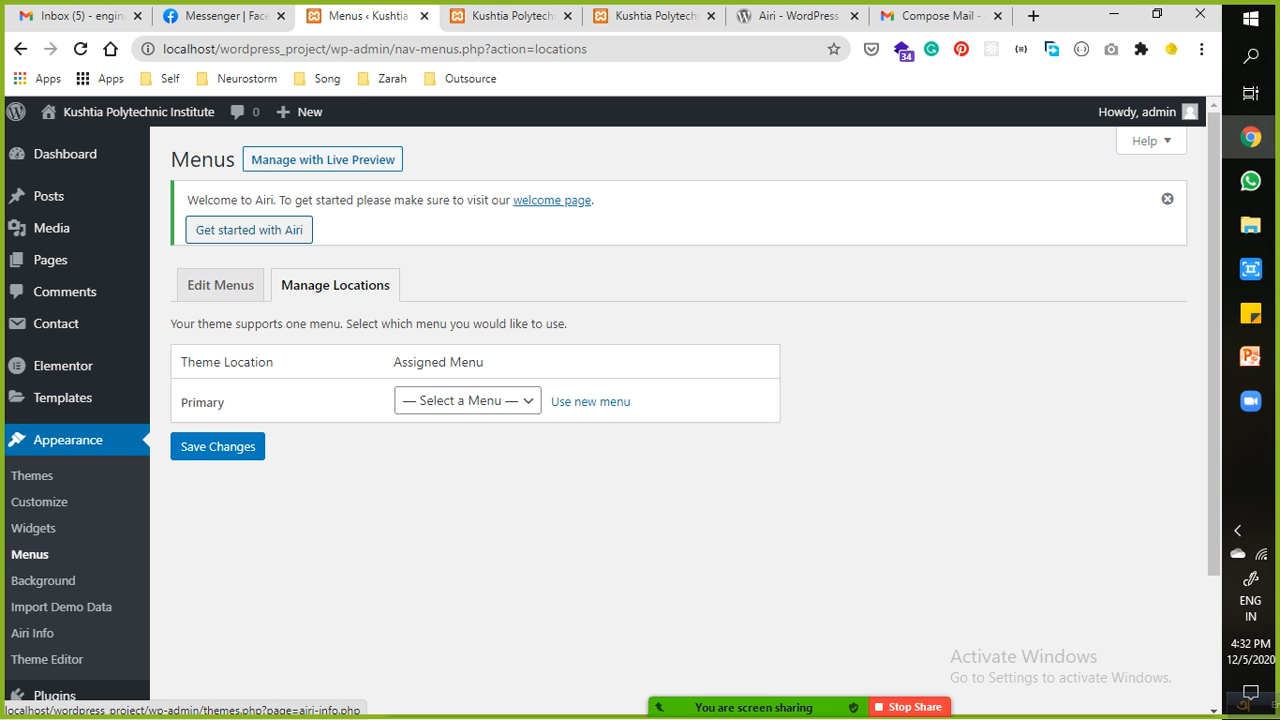 Inbox (5) - engin
Messenger | Face
Menus ‹ Kushtia
Kushtia Polytechn
Kushtia Polytech
Airi - WordPress
Compose Mail -
localhost/wordpress_project/wp-admin/nav-menus.php?action=locations
34
Apps
Apps
Self
Neurostorm
Song
Zarah
Outsource
Kushtia Polytechnic Institute
0
New
Howdy, admin
Dashboard
Posts
Media
Pages
Comments
Contact
Elementor
Templates
Appearance
Themes
Customize
Widgets
Menus
Background
Import Demo Data
Airi Info
Theme Editor
Plugins
Menus
Manage with Live Preview
Help
Welcome to Airi. To get started please make sure to visit our welcome page.
Get started with Airi
Edit Menus
Manage Locations
Your theme supports one menu. Select which menu you would like to use.
Theme Location
Assigned Menu
Primary
— Select a Menu —
Use new menu
Save Changes
Activate Windows
Go to Settings to activate Windows.
localhost/wordpress_project/wp-admin/themes.php?page=airi-info.php
You are screen sharing
Stop Share
ENG
IN
4:32 PM
12/5/2020